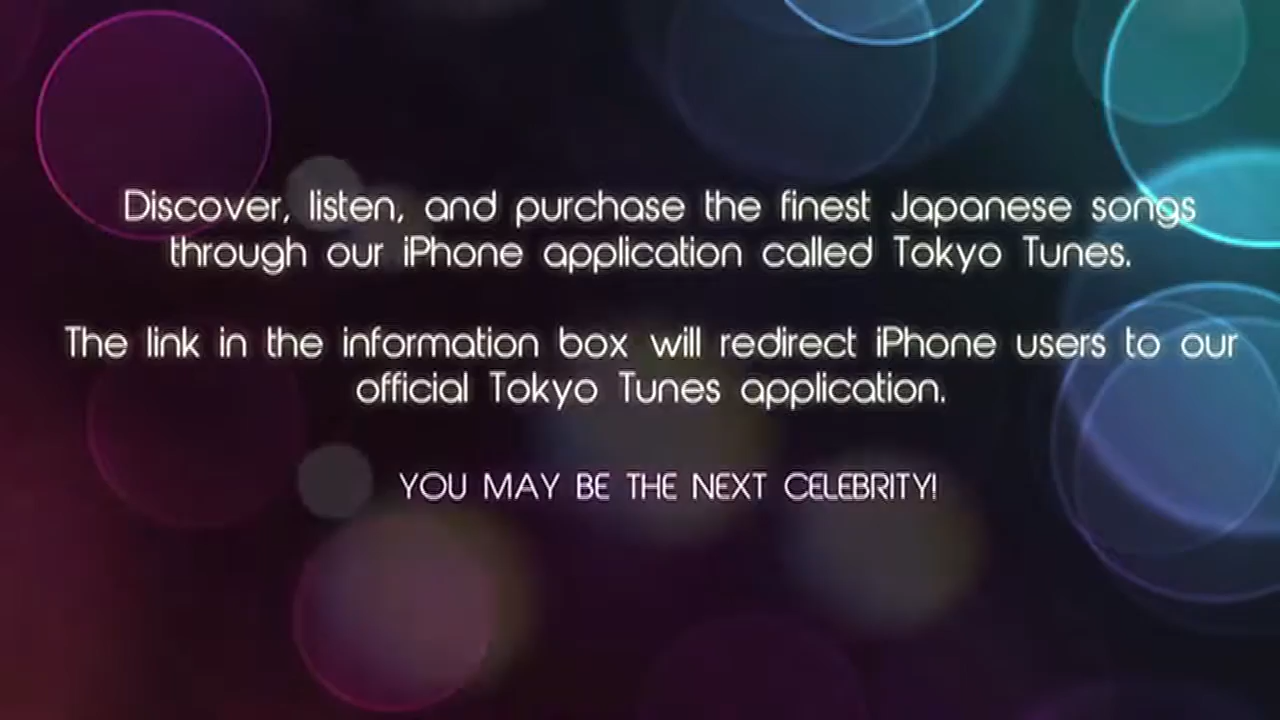 Discover, listen, and purchase the finest Japanese songs
through our iPhone application called Tokyo Tunes.
The link in the information box will redirect iPhone users to our
official Tokyo Tunes application.
YOU MAY BE THE NEXT CELEBRITY!